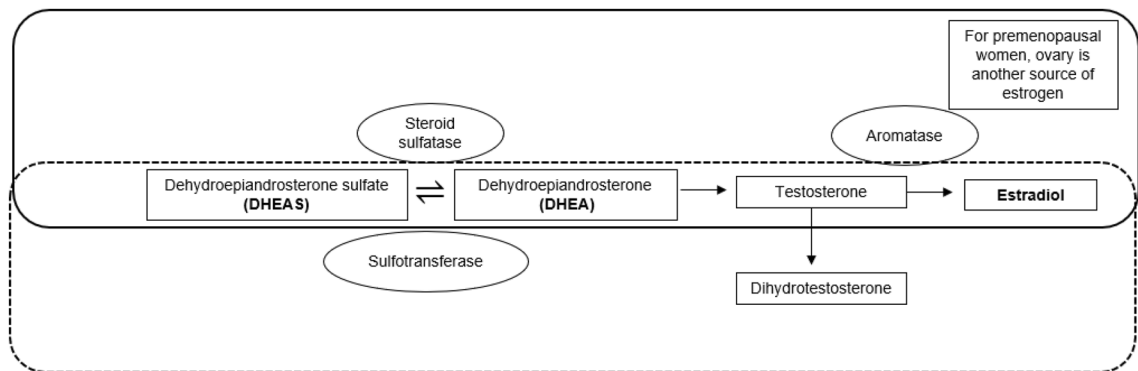 For premenopausal
women, ovary is
another source of
estrogen
Steroid
sulfatase
Aromatase
Dehydroepiandrosterone sulfate
(DHEAS)
Dehydroepiandrosterone
(DHEA)
Testosterone
Estradiol
Sulfotransferase
Dihydrotestosterone